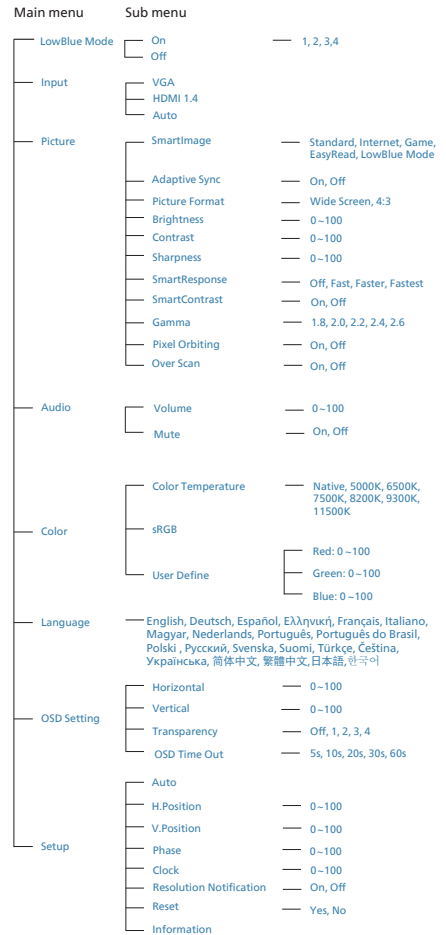 Main menu Sub menu
LowBlue Mode On 1, 2, 3,4
Off
Input VGA
HDMI 1.4
Auto
Picture SmartImage Standard, Internet, Game,
EasyRead, LowBlue Mode
Adaptive Sync On, Off
Picture Format Wide Screen, 4:3
Brightness 0~100
Contrast 0~100
Sharpness 0~100
SmartResponse Off, Fast, Faster, Fastest
SmartContrast On, Off
Gamma 1.8, 2.0, 2.2, 2.4, 2.6
Pixel Orbiting On, Off
Over Scan On, Off
Audio Volume 0~100
Mute On, Off
Color Temperature Native, 5000K, 6500K,
7500K, 8200K, 9300K,
11500K
Color sRGB
User Define Red: 0~100
Green: 0~100
Blue: 0~100
Language English, Deutsch, Español, Ελληνική, Français, Italiano,
Magyar, Nederlands, Português, Português do Brasil,
Polski , Русский, Svenska, Suomi, Türkçe, Čeština,
Українська, 简体中文, 繁體中文,日本語,한국어
Horizontal 0~100
Vertical 0~100
OSD Setting Transparency Off, 1, 2, 3, 4
OSD Time Out 5s, 10s, 20s, 30s, 60s
Auto
H.Position 0~100
V.Position 0~100
Setup Phase 0~100
Clock 0~100
Resolution Notification On, Off
Reset Yes, No
Information